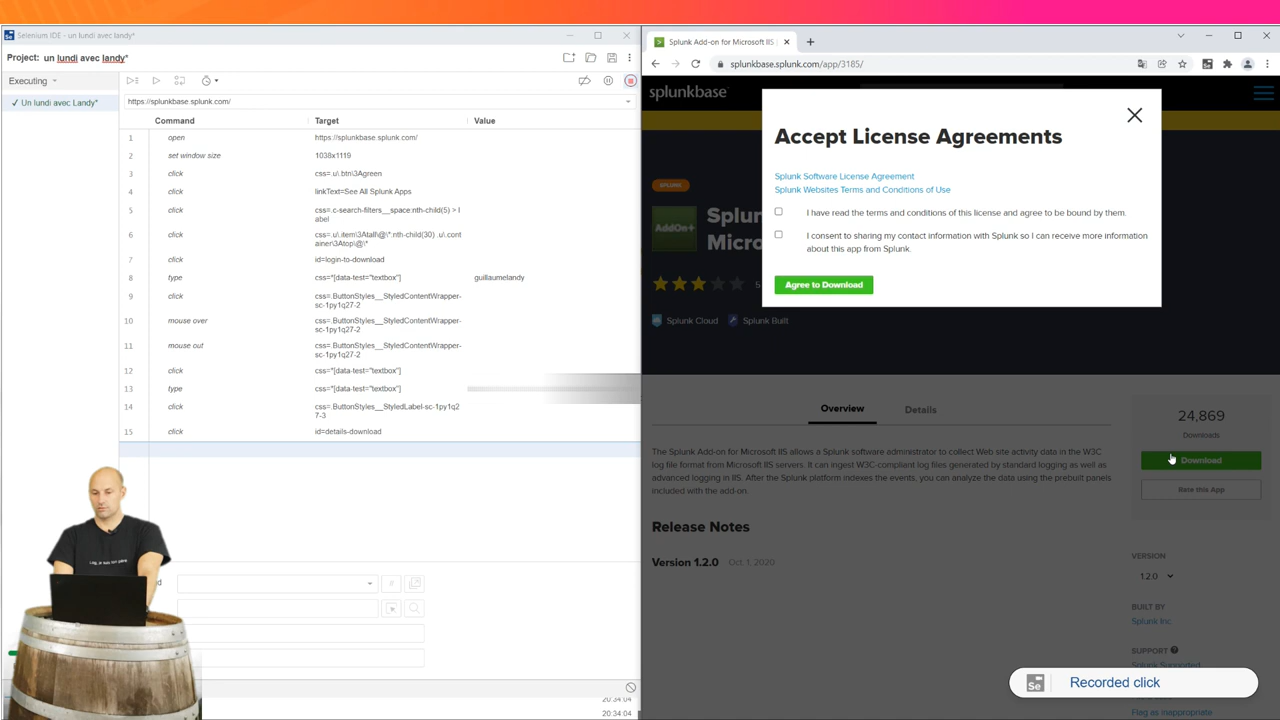 Selenium IDE - un lundi avec landy*
Project: un lundi avec landy*
Executing
✓ Un lundi avec Landy*
https://splunkbase.splunk.com/
Command Target Value
1 open https://splunkbase.splunk.com/
2 set window size 1038x1119
3 click css=.u\.btn\3Agreen
4 click linkText=See All Splunk Apps
5 click css=.c-search-filters__space:nth-child(5) > l
abel
6 click css=.u\.item\3Atall\@\*:nth-child(30) .u\.cont
ainer\3Atop\@\*
7 click id=login-to-download
8 type css=*[data-test="textbox"] guillaumelandy
9 click css=.ButtonStyles__StyledContentWrapper-
sc-1py1q27-2
10 mouse over css=.ButtonStyles__StyledContentWrapper-
sc-1py1q27-2
11 mouse out css=.ButtonStyles__StyledContentWrapper-
sc-1py1q27-2
12 click css=*[data-test="textbox"]
13 type css=*[data-test="textbox"]
14 click css=.ButtonStyles__StyledLabel-sc-1py1q2
7-3
15 click id=details-download
20:34:04
20:34:04
Splunk Add-on for Microsoft IIS |
splunkbase.splunk.com/app/3185/
splunkbase
Accept License Agreements
Splunk Software License Agreement
Splunk Websites Terms and Conditions of Use
I have read the terms and conditions of this license and agree to be bound by them.
I consent to sharing my contact information with Splunk so I can receive more information
about this app from Splunk.
Agree to Download
SPLUNK
AddOn+
Splun
Micros
5
Splunk Cloud Splunk Built
Overview Details
The Splunk Add-on for Microsoft IIS allows a Splunk software administrator to collect Web site activity data in the W3C
log file format from Microsoft IIS servers. It can ingest W3C-compliant log files generated by standard logging as well as
advanced logging in IIS. After the Splunk platform indexes the events, you can analyze the data using the prebuilt panels
included with the add-on.
Release Notes
Version 1.2.0 Oct. 1, 2020
24,869
Downloads
Download
Rate this App
VERSION
1.2.0
BUILT BY
Splunk Inc.
SUPPORT
Splunk Supported
Flag as inappropriate
Se Recorded click